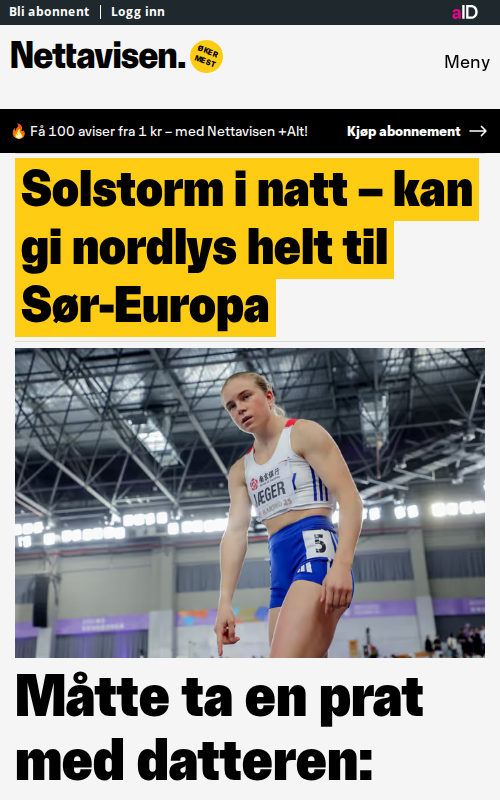 Bli abonnent | Logg inn
aID
Nettavisen.
ØKER
MEST
Meny
🔥 Få 100 aviser fra 1 kr – med Nettavisen +Alt!
Kjøp abonnement →
Solstorm i natt – kan
gi nordlys helt til
Sør-Europa
JÆGER
5
Måtte ta en prat
med datteren: